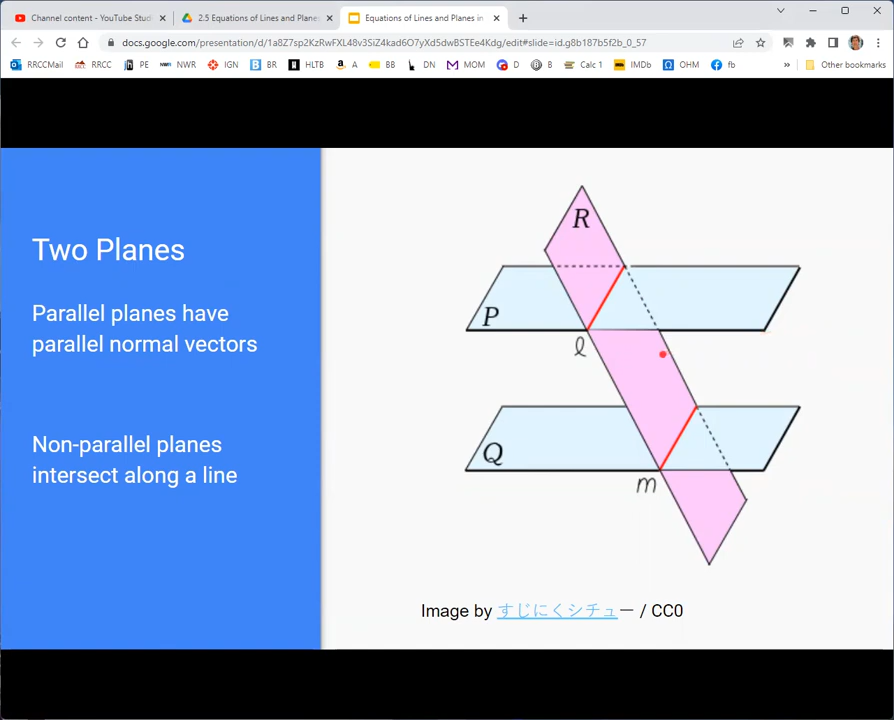 Channel content - YouTube Stud
2.5 Equations of Lines and Planes
Equations of Lines and Planes in
docs.google.com/presentation/d/1a8Z7sp2KzRwFXL48v3SiZ4kad6O7yXd5dwBSTEe4Kdg/edit#slide=id.g8b187b5f2b_0_57
RRCCMail RRCC PE NWR NWR IGN B BR H HLTB a A BB DN MOM D B Calc 1 IMDb OHM fb » Other bookmarks
Two Planes
Parallel planes have
parallel normal vectors
Non-parallel planes
intersect along a line
R
P
ℓ
Q
m
Image by すじにくシチュー / CC0